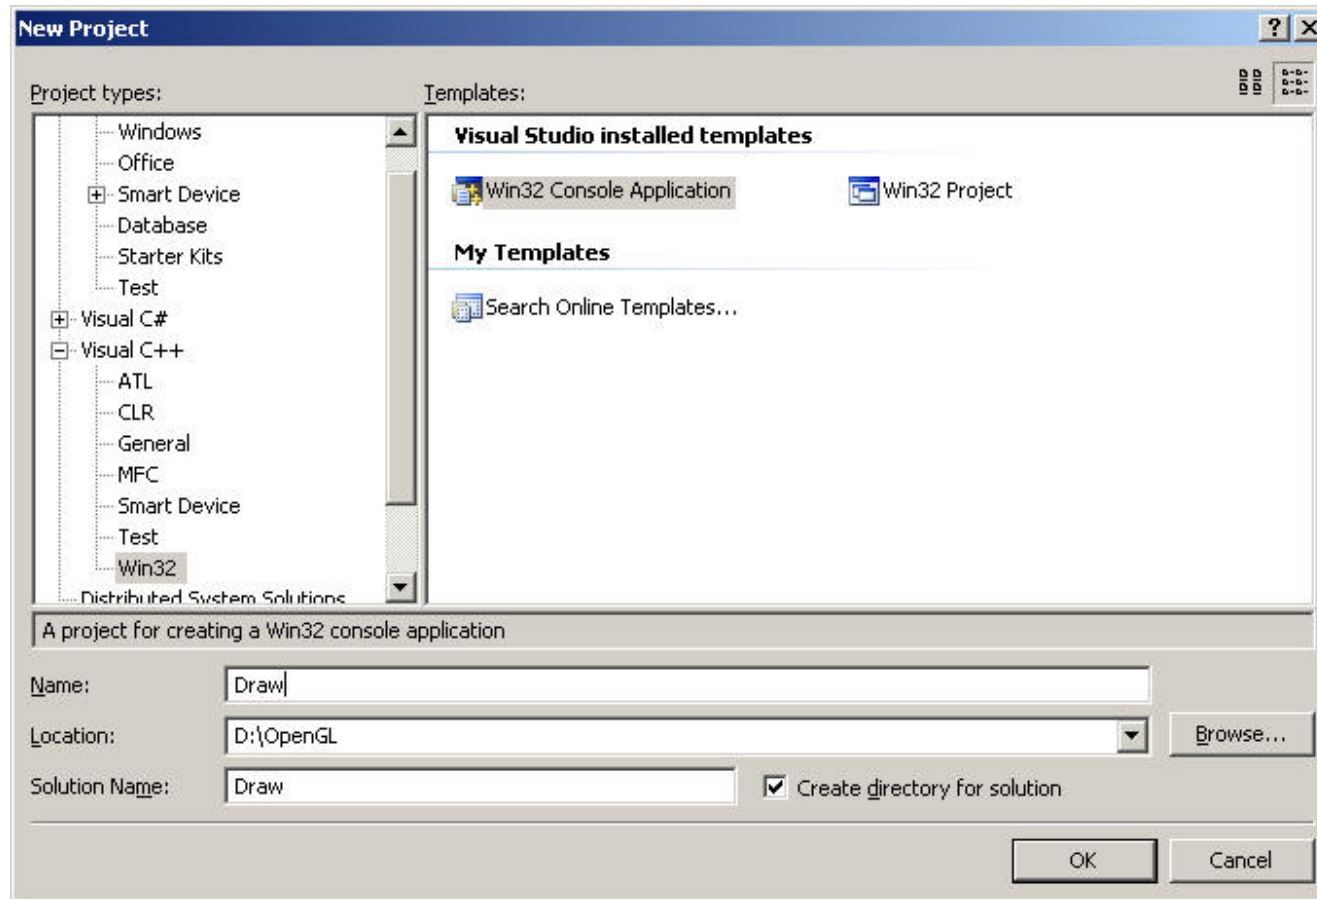 New Project
Project types:
Templates:
Windows
Office
Smart Device
Database
Starter Kits
Test
Visual C#
Visual C++
ATL
CLR
General
MFC
Smart Device
Test
Win32
Distributed System Solutions
Visual Studio installed templates
Win32 Console Application
Win32 Project
My Templates
Search Online Templates...
A project for creating a Win32 console application
Name:
Draw
Location:
D:\OpenGL
Browse...
Solution Name:
Draw
Create directory for solution
OK
Cancel